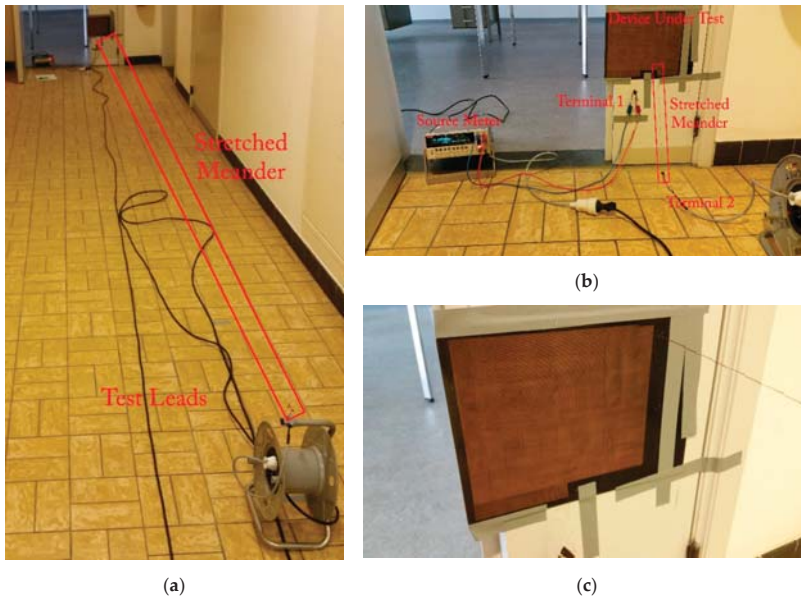 Stretched
Meander
Test Leads
(a)
Device Under Test
Terminal 1
Source Meter
Stretched
Meander
Terminal 2
(b)
(c)